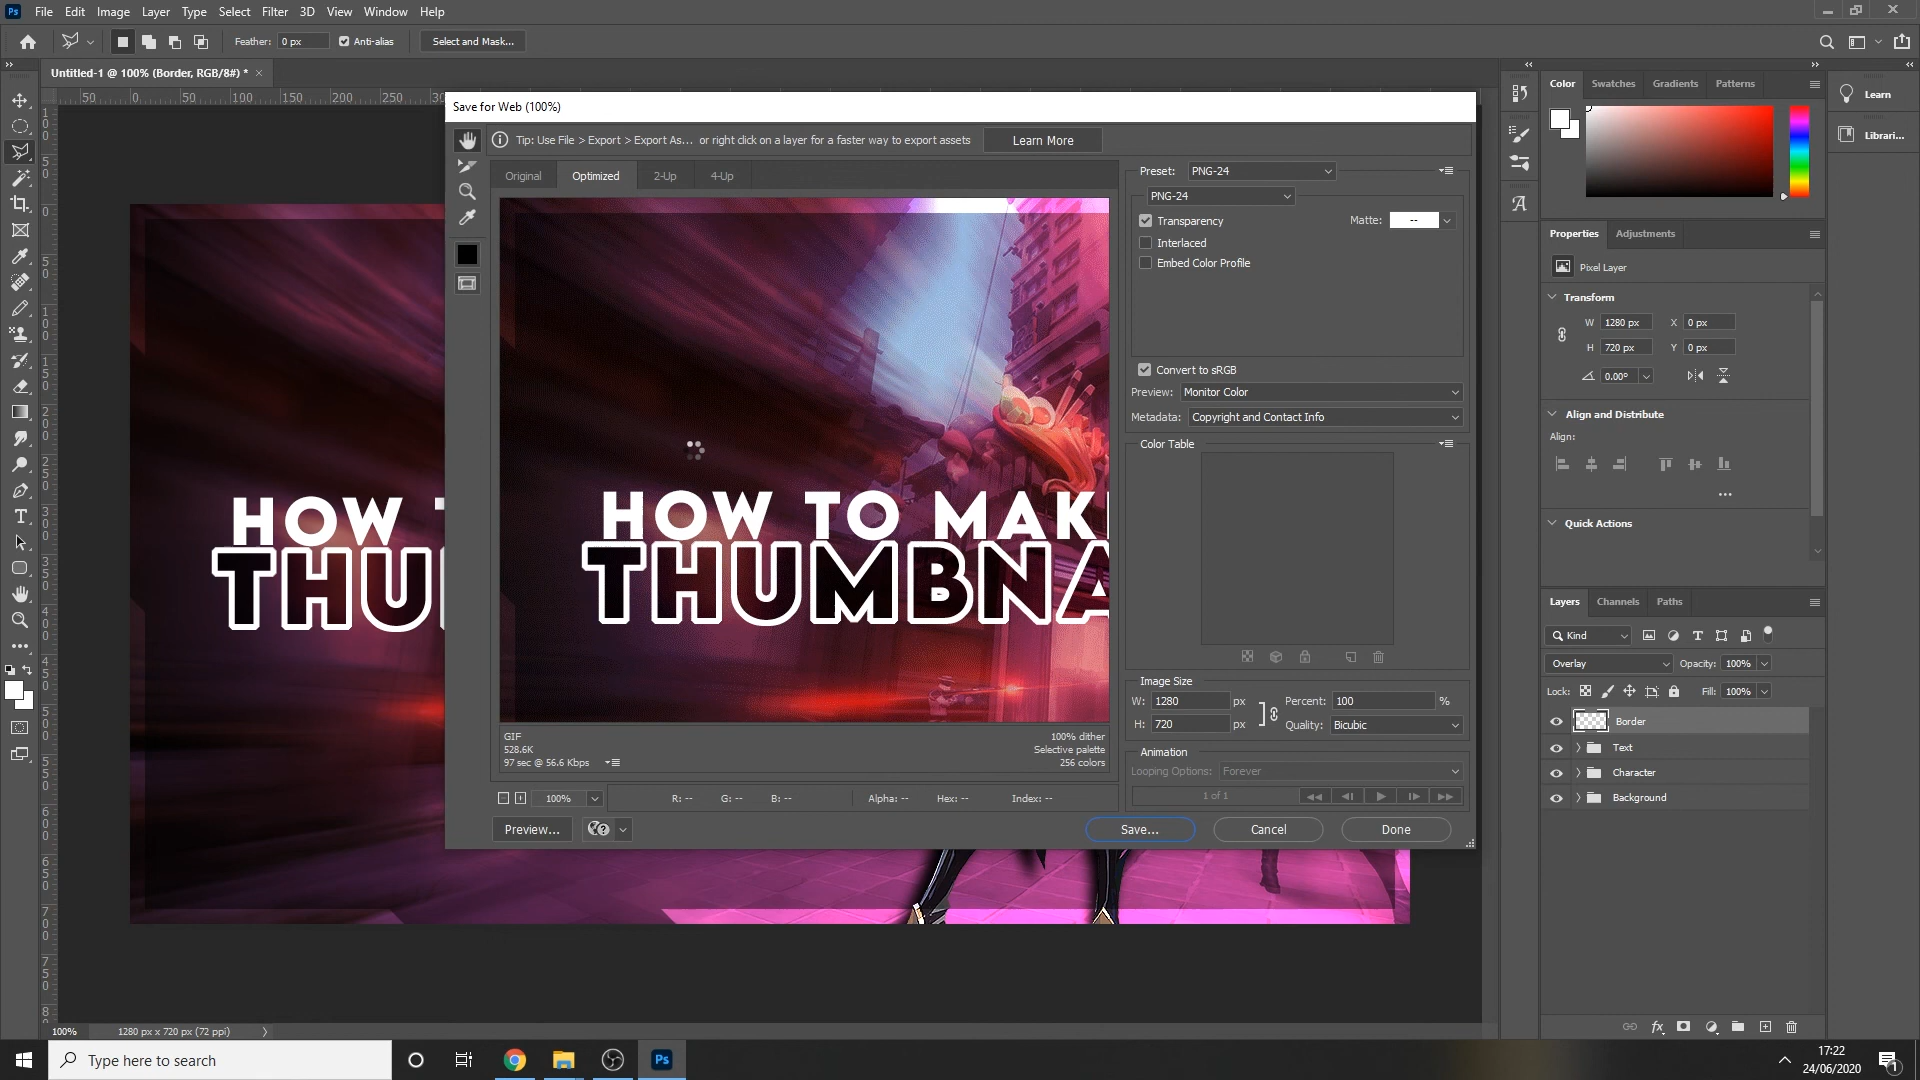 Ps File Edit Image Layer Type Select Filter 3D View Window Help
Feather: 0 px Anti-alias Select and Mask...
Untitled-1 @ 100% (Border, RGB/8#) * ×
50 0 50 100 150 200 250
Save for Web (100%)
Tip: Use File > Export > Export As... or right click on a layer for a faster way to export assets
Learn More
Original Optimized 2-Up 4-Up
HOW TO MAK
THUMBNA
HOW T
THU
GIF
528.6K
97 sec @ 56.6 Kbps
100% dither
Selective palette
256 colors
100% R: -- G: -- B: -- Alpha: -- Hex: -- Index: --
Preview...
Preset: PNG-24
PNG-24
Transparency Matte: --
Interlaced
Embed Color Profile
Convert to sRGB
Preview: Monitor Color
Metadata: Copyright and Contact Info
Color Table
Image Size
W: 1280 px Percent: 100 %
H: 720 px Quality: Bicubic
Animation
Looping Options: Forever
1 of 1
Save... Cancel Done
Color Swatches Gradients Patterns
Learn
Librari...
Properties Adjustments
Pixel Layer
Transform
W 1280 px X 0 px
H 720 px Y 0 px
0.00°
Align and Distribute
Align:
Quick Actions
Layers Channels Paths
Kind
Overlay Opacity: 100%
Lock: Fill: 100%
Border
Text
Character
Background
100% 1280 px x 720 px (72 ppi)
Type here to search
Ps
17:22
24/06/2020
1